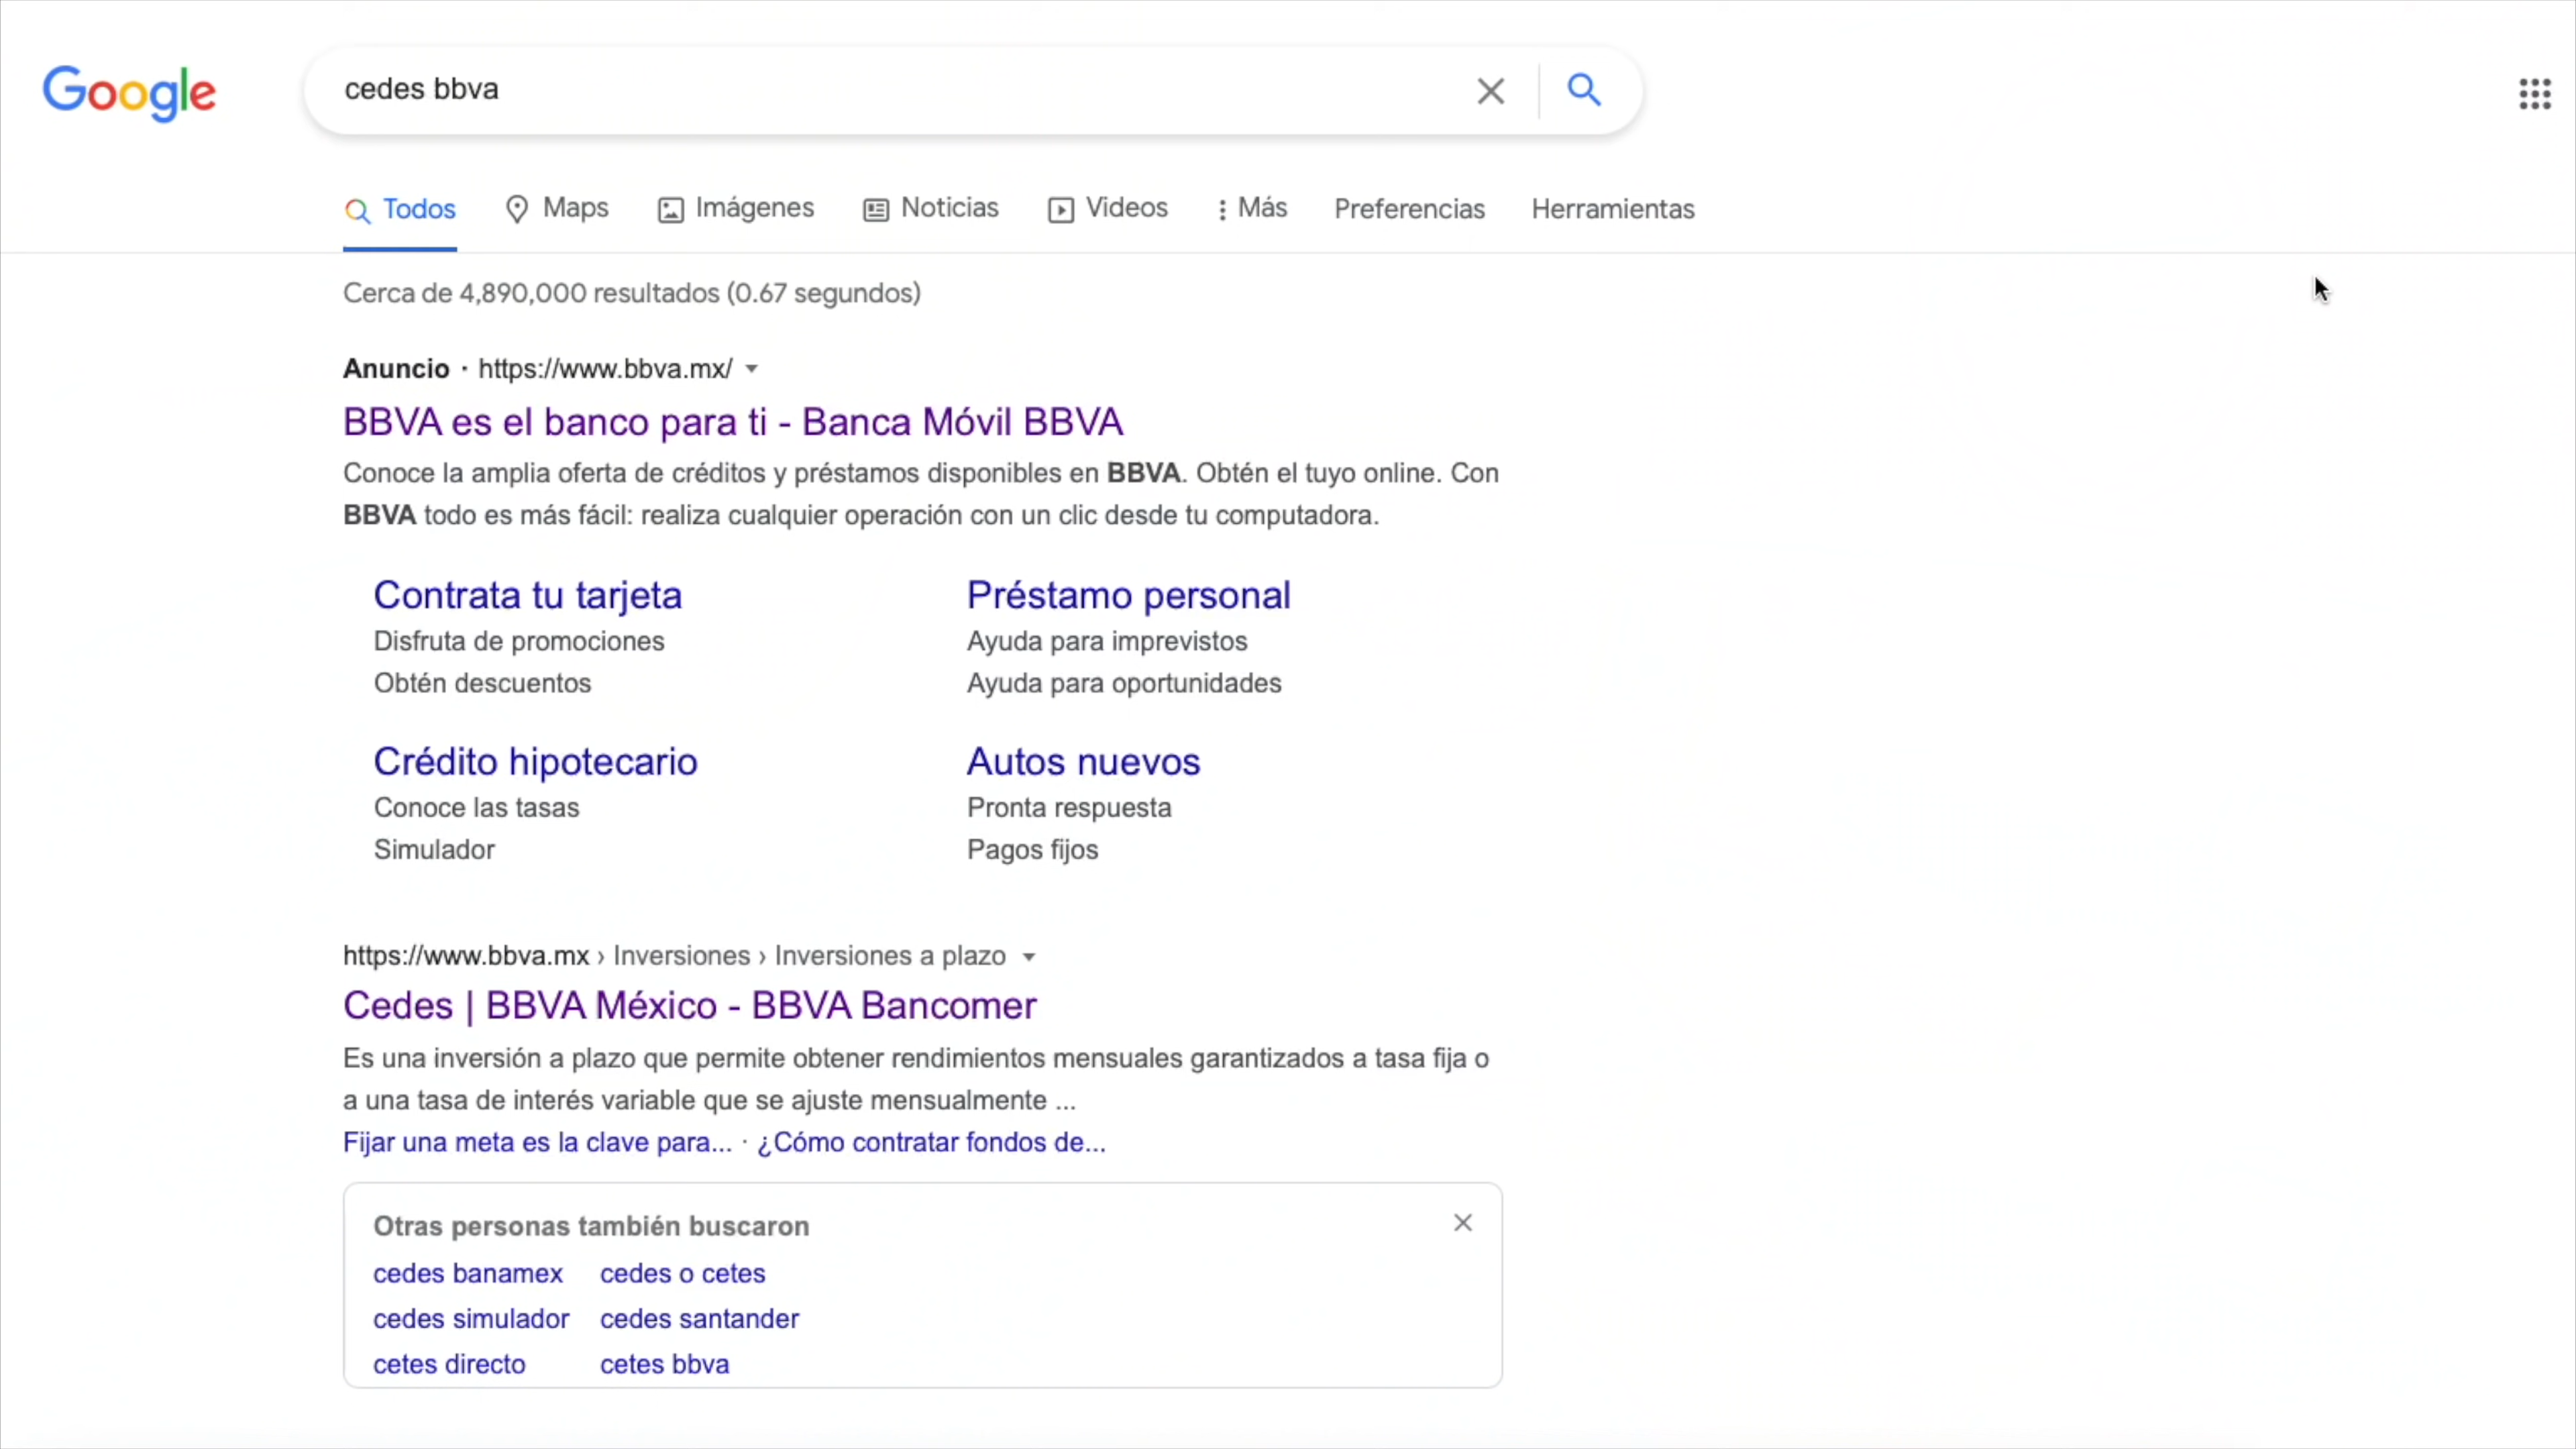 Google
cedes bbva
Todos Maps Imágenes Noticias Videos Más Preferencias Herramientas
Cerca de 4,890,000 resultados (0.67 segundos)
Anuncio · https://www.bbva.mx/
BBVA es el banco para ti - Banca Móvil BBVA
Conoce la amplia oferta de créditos y préstamos disponibles en BBVA. Obtén el tuyo online. Con
BBVA todo es más fácil: realiza cualquier operación con un clic desde tu computadora.
Contrata tu tarjeta
Disfruta de promociones
Obtén descuentos
Préstamo personal
Ayuda para imprevistos
Ayuda para oportunidades
Crédito hipotecario
Conoce las tasas
Simulador
Autos nuevos
Pronta respuesta
Pagos fijos
https://www.bbva.mx › Inversiones › Inversiones a plazo
Cedes | BBVA México - BBVA Bancomer
Es una inversión a plazo que permite obtener rendimientos mensuales garantizados a tasa fija o
a una tasa de interés variable que se ajuste mensualmente ...
Fijar una meta es la clave para... · ¿Cómo contratar fondos de...
Otras personas también buscaron
cedes banamex cedes o cetes
cedes simulador cedes santander
cetes directo cetes bbva